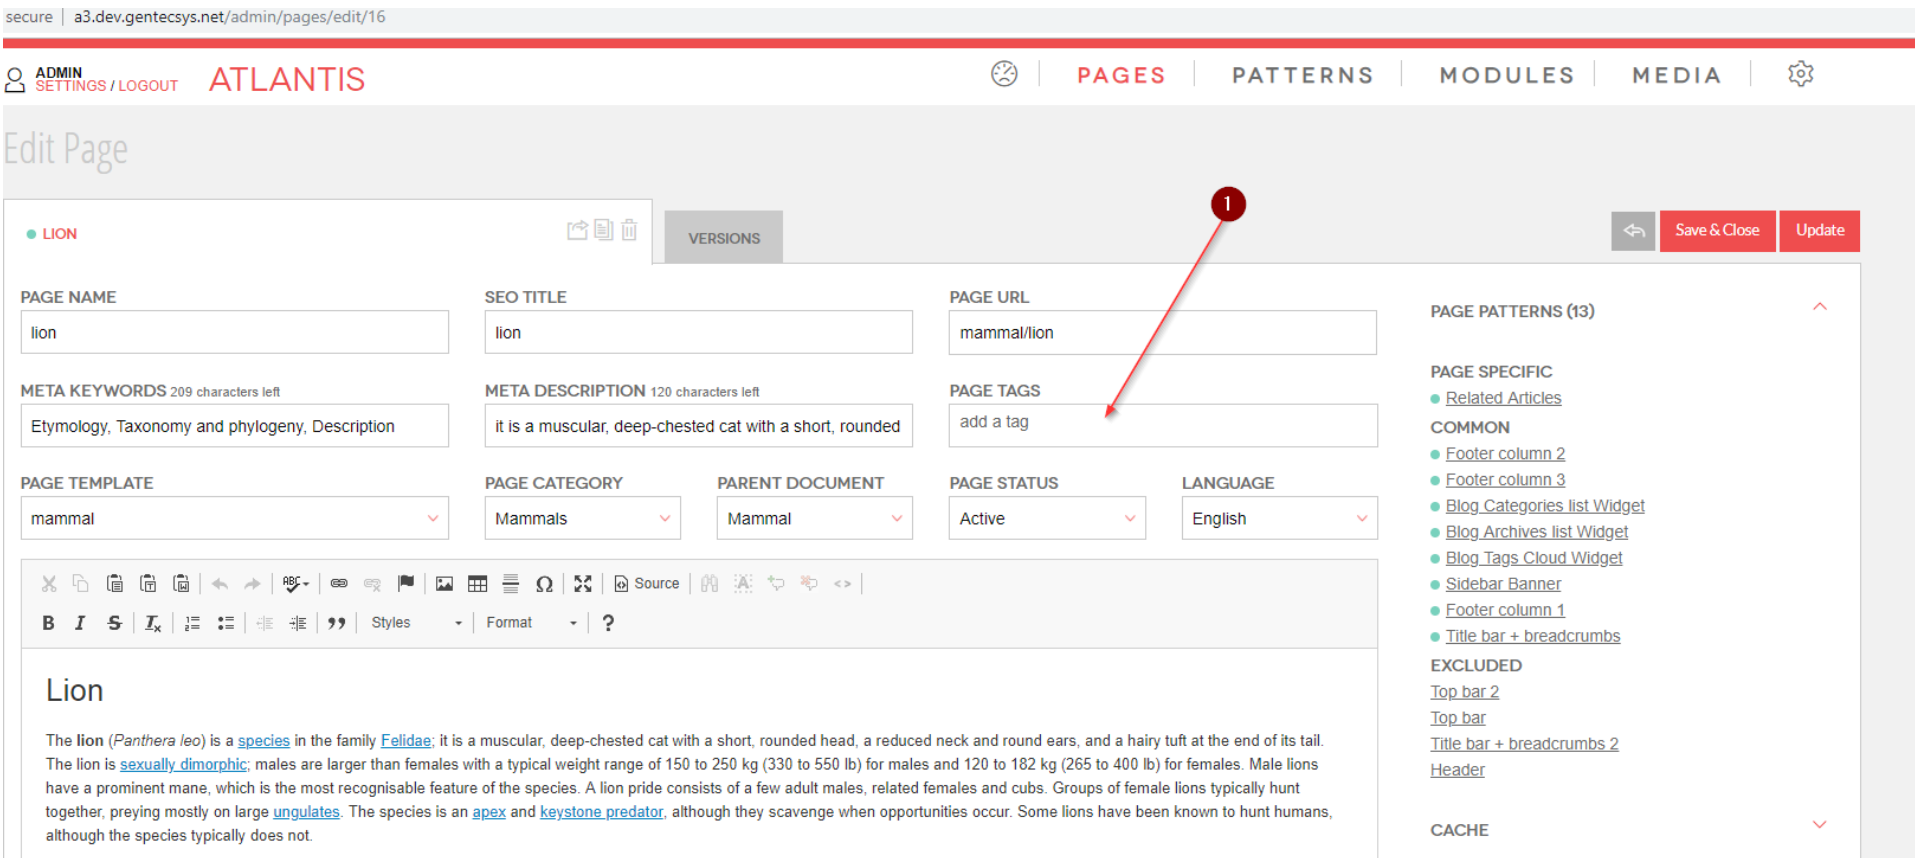 secure | a3.dev.gentecsys.net/admin/pages/edit/16
ADMIN
SETTINGS / LOGOUT
ATLANTIS
PAGES
PATTERNS
MODULES
MEDIA
Edit Page
1
LION
VERSIONS
Save & Close
Update
PAGE NAME
lion
SEO TITLE
lion
PAGE URL
mammal/lion
META KEYWORDS 209 characters left
Etymology, Taxonomy and phylogeny, Description
META DESCRIPTION 120 characters left
it is a muscular, deep-chested cat with a short, rounded
PAGE TAGS
add a tag
PAGE TEMPLATE
mammal
PAGE CATEGORY
Mammals
PARENT DOCUMENT
Mammal
PAGE STATUS
Active
LANGUAGE
English
ABC
Ω
Source
A
B I S Tx
Styles
Format
?
Lion
The lion (Panthera leo) is a species in the family Felidae; it is a muscular, deep-chested cat with a short, rounded head, a reduced neck and round ears, and a hairy tuft at the end of its tail.
The lion is sexually dimorphic; males are larger than females with a typical weight range of 150 to 250 kg (330 to 550 lb) for males and 120 to 182 kg (265 to 400 lb) for females. Male lions
have a prominent mane, which is the most recognisable feature of the species. A lion pride consists of a few adult males, related females and cubs. Groups of female lions typically hunt
together, preying mostly on large ungulates. The species is an apex and keystone predator, although they scavenge when opportunities occur. Some lions have been known to hunt humans,
although the species typically does not.
PAGE PATTERNS (13)
PAGE SPECIFIC
Related Articles
COMMON
Footer column 2
Footer column 3
Blog Categories list Widget
Blog Archives list Widget
Blog Tags Cloud Widget
Sidebar Banner
Footer column 1
Title bar + breadcrumbs
EXCLUDED
Top bar 2
Top bar
Title bar + breadcrumbs 2
Header
CACHE